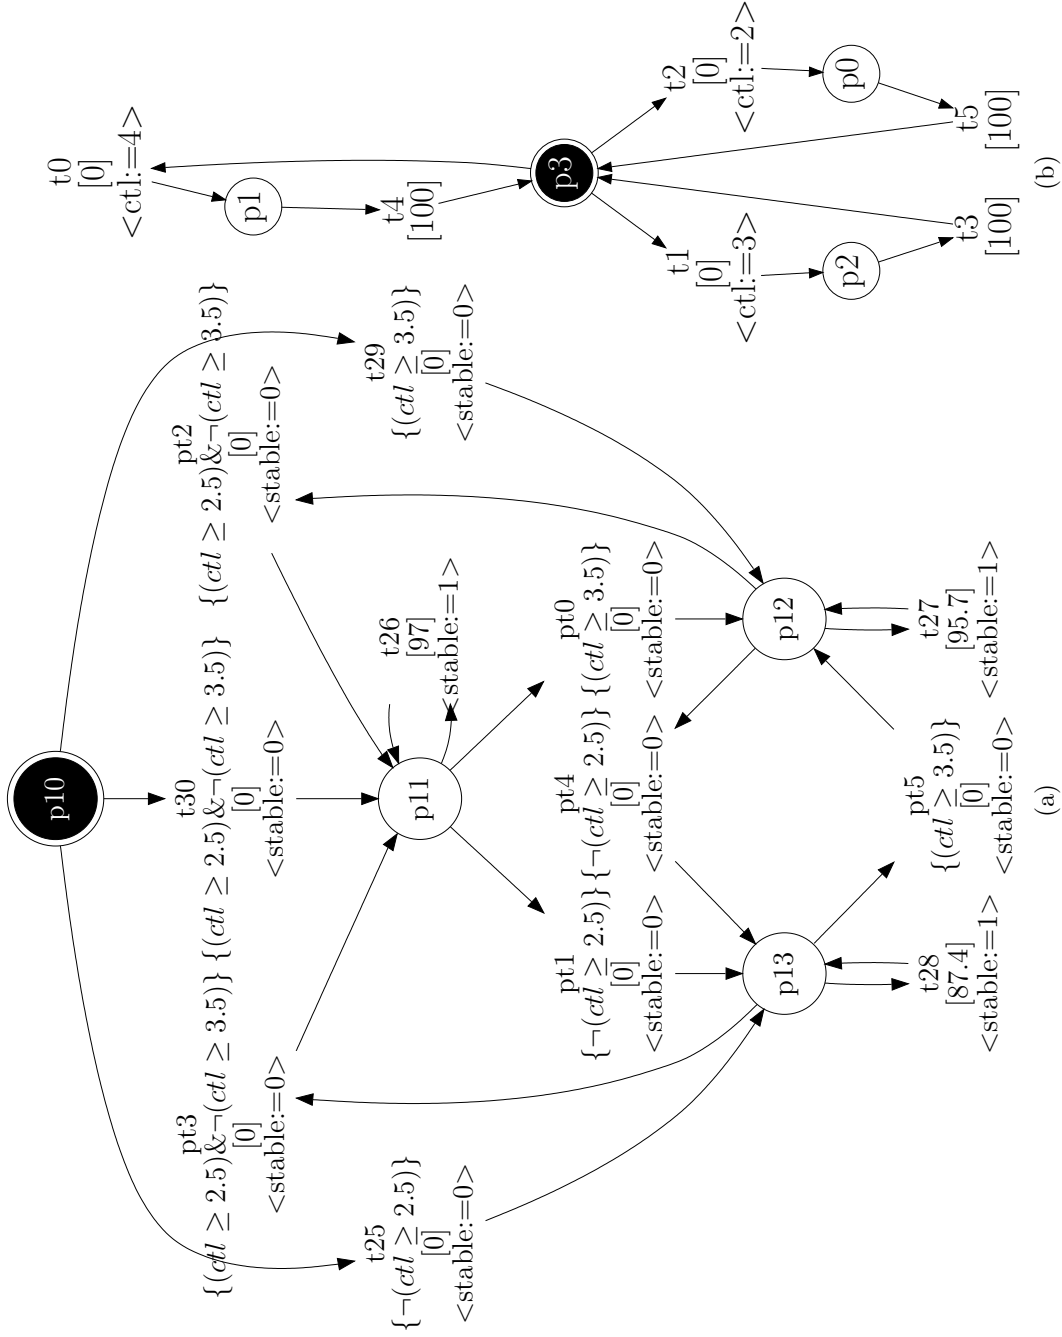 p10
pt3
{(ctl ≥ 2.5)&¬(ctl ≥ 3.5)}
[0]
<stable:=0>
t30
{(ctl ≥ 2.5)&¬(ctl ≥ 3.5)}
[0]
<stable:=0>
pt2
{(ctl ≥ 2.5)&¬(ctl ≥ 3.5)}
[0]
<stable:=0>
t25
{¬(ctl ≥ 2.5)}
[0]
<stable:=0>
p11
t26
[97]
<stable:=1>
t29
{(ctl ≥ 3.5)}
[0]
<stable:=0>
pt1
{¬(ctl ≥ 2.5)}
[0]
<stable:=0>
pt4
{¬(ctl ≥ 2.5)}
[0]
<stable:=0>
pt0
{(ctl ≥ 3.5)}
[0]
<stable:=0>
p13
p12
t28
[87.4]
<stable:=1>
pt5
{(ctl ≥ 3.5)}
[0]
<stable:=0>
t27
[95.7]
<stable:=1>
(a)
t0
[0]
<ctl:=4>
p1
t4
[100]
p3
t1
[0]
<ctl:=3>
t2
[0]
<ctl:=2>
p2
p0
t3
[100]
t5
[100]
(b)